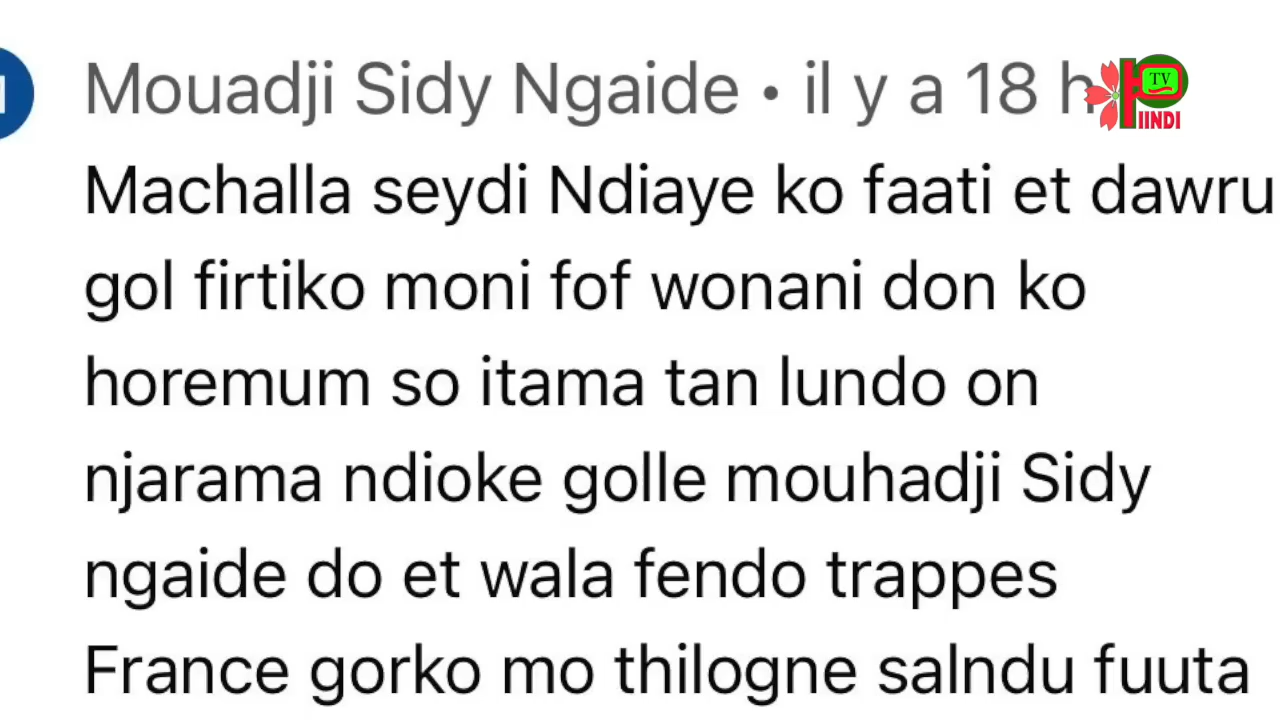 Mouadji Sidy Ngaide • il y a 18 h
TV
IINDI
Machalla seydi Ndiaye ko faati et dawru
gol firtiko moni fof wonani don ko
horemum so itama tan lundo on
njarama ndioke golle mouhadji Sidy
ngaide do et wala fendo trappes
France gorko mo thilogne salndu fuuta